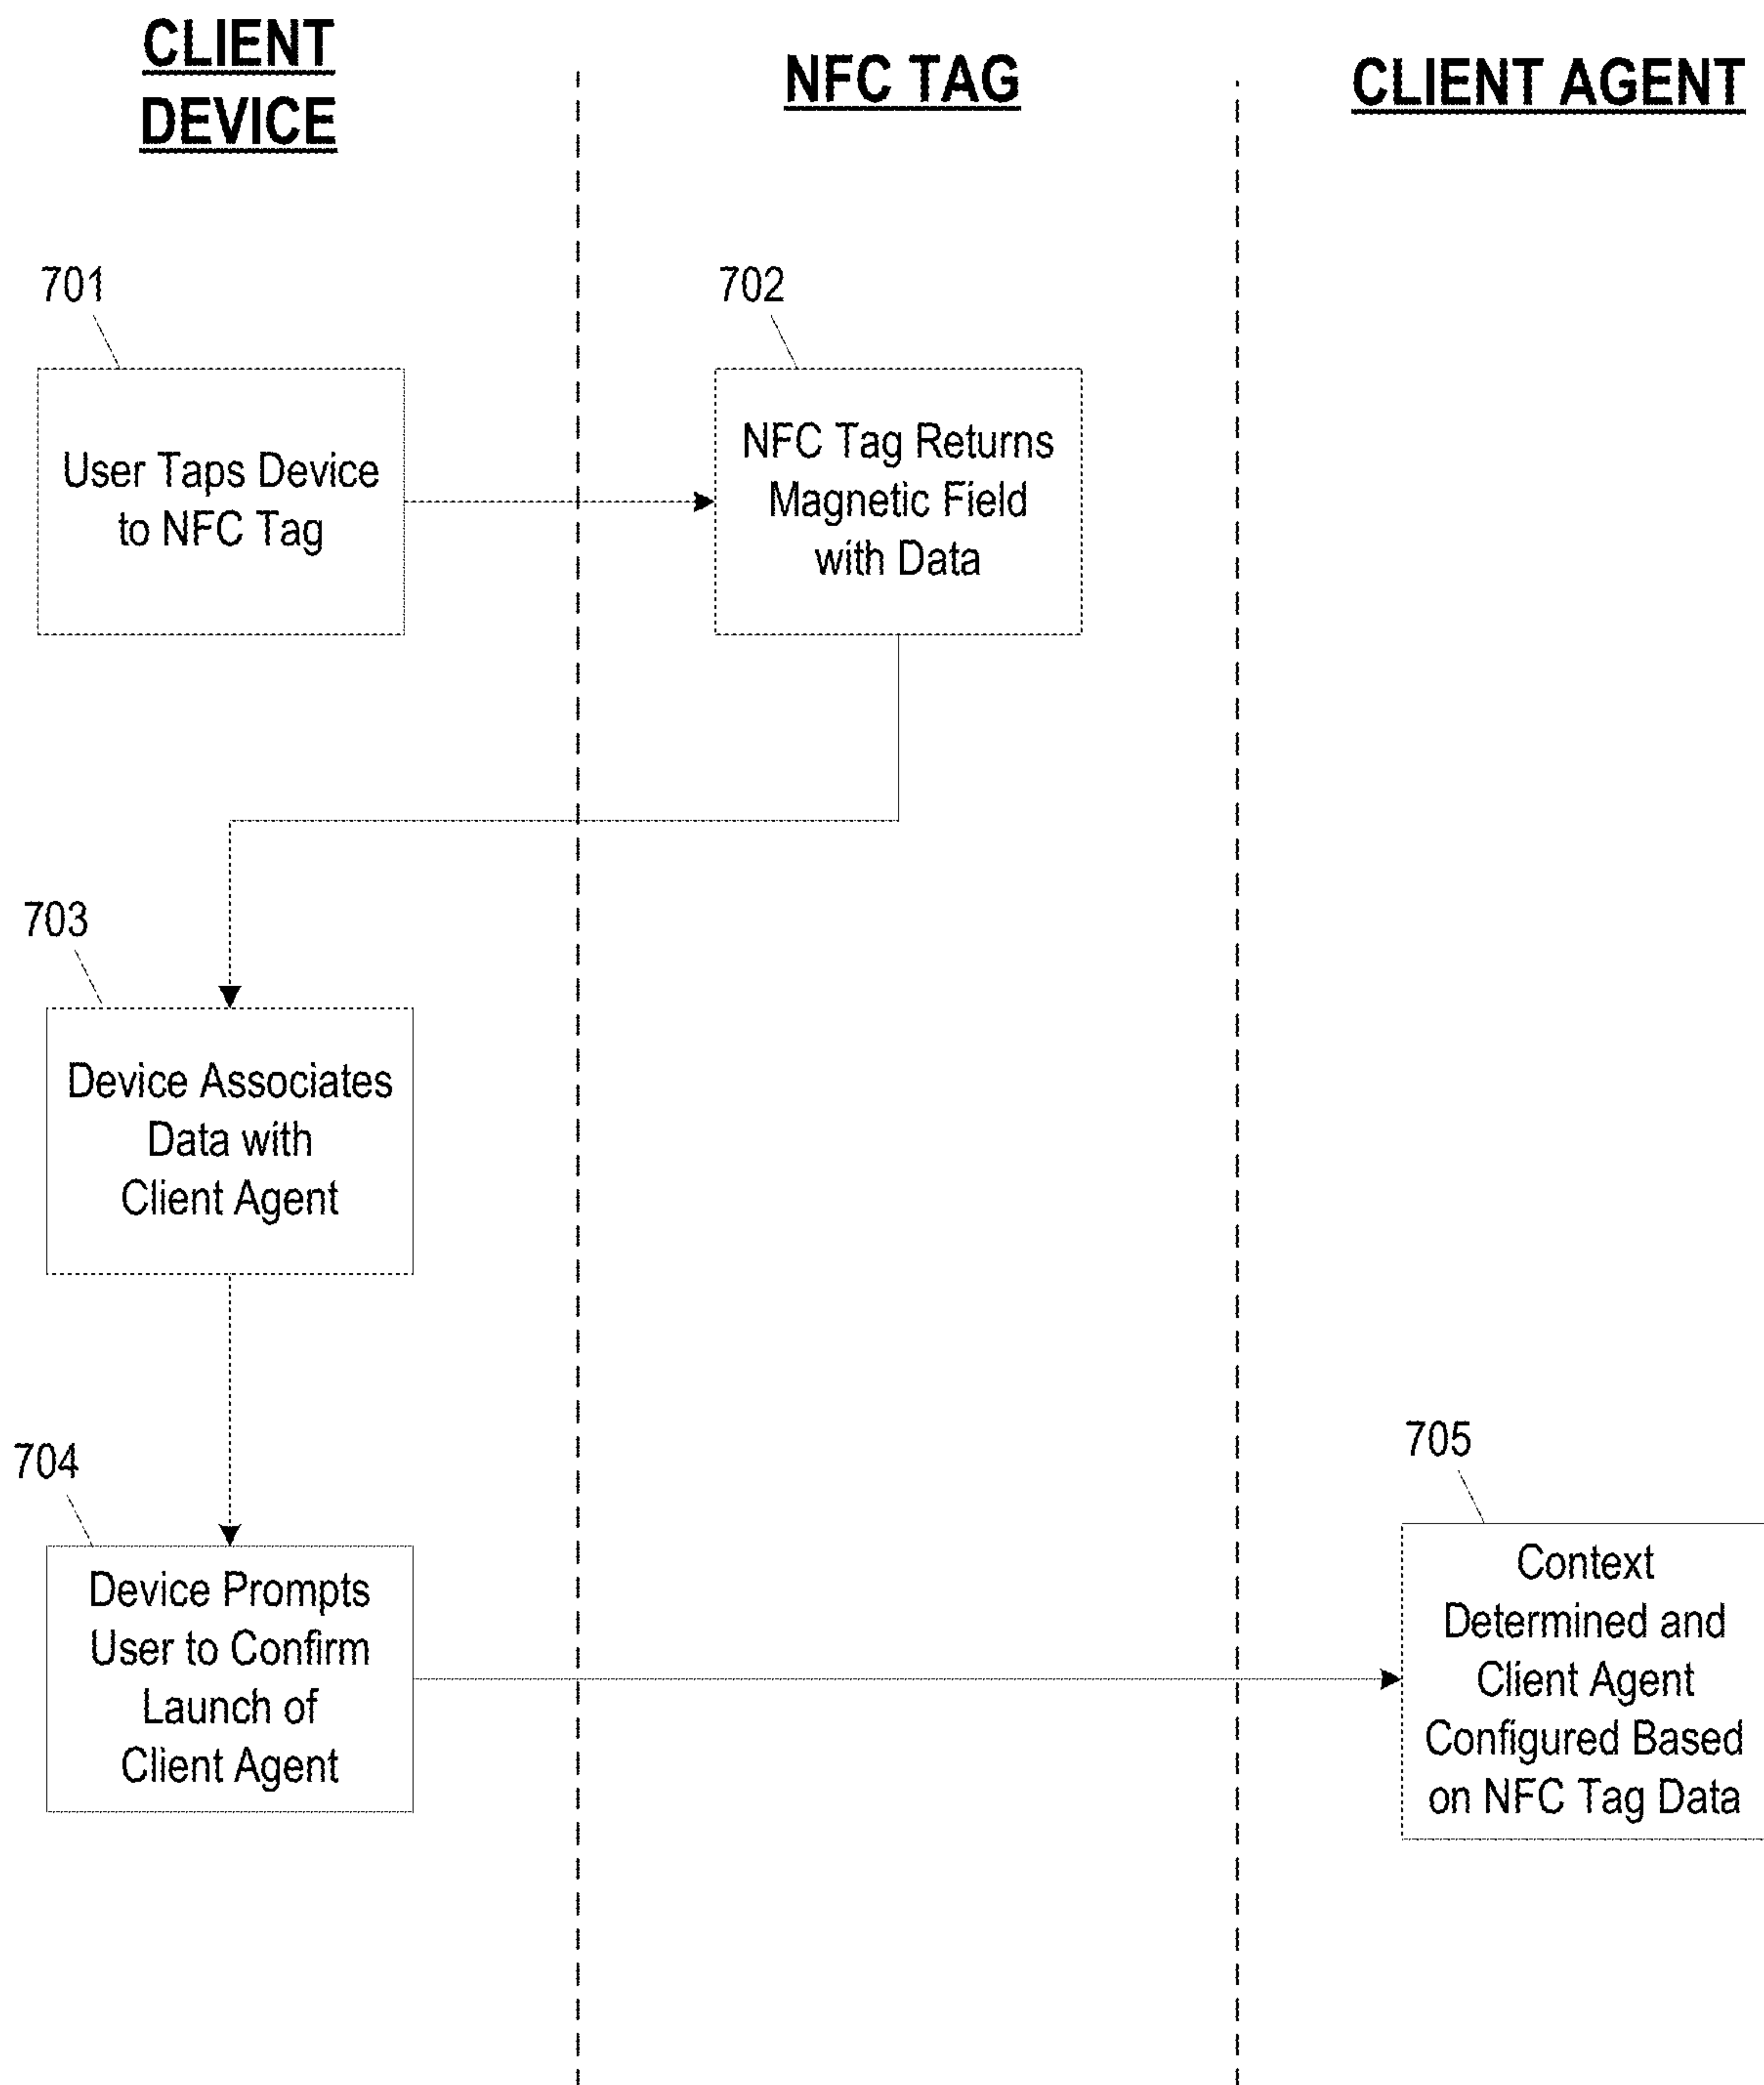 CLIENT
DEVICE
NFC TAG
CLIENT AGENT
701
User Taps Device
to NFC Tag
702
NFC Tag Returns
Magnetic Field
with Data
703
Device Associates
Data with
Client Agent
704
Device Prompts
User to Confirm
Launch of
Client Agent
705
Context
Determined and
Client Agent
Configured Based
on NFC Tag Data